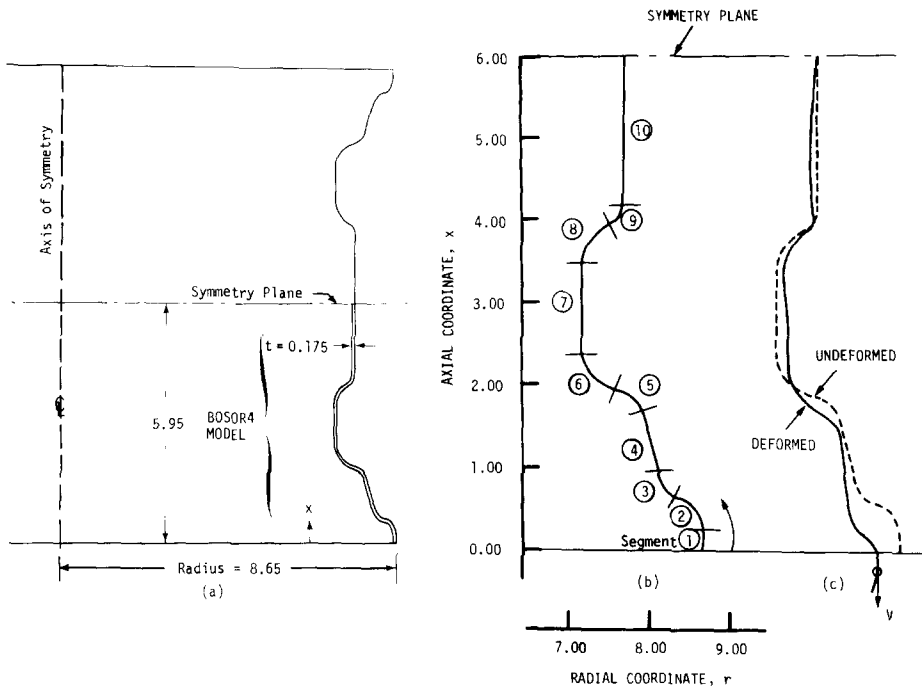 Axis of Symmetry
Symmetry Plane
t = 0.175
5.95
BOSOR4
MODEL
x
Radius = 8.65
(a)
SYMMETRY PLANE
AXIAL COORDINATE, x
6.00
5.00
4.00
3.00
2.00
1.00
0.00
10
9
8
7
6
5
4
3
2
Segment 1
(b)
7.00 8.00 9.00
RADIAL COORDINATE, r
UNDEFORMED
DEFORMED
(c)
V